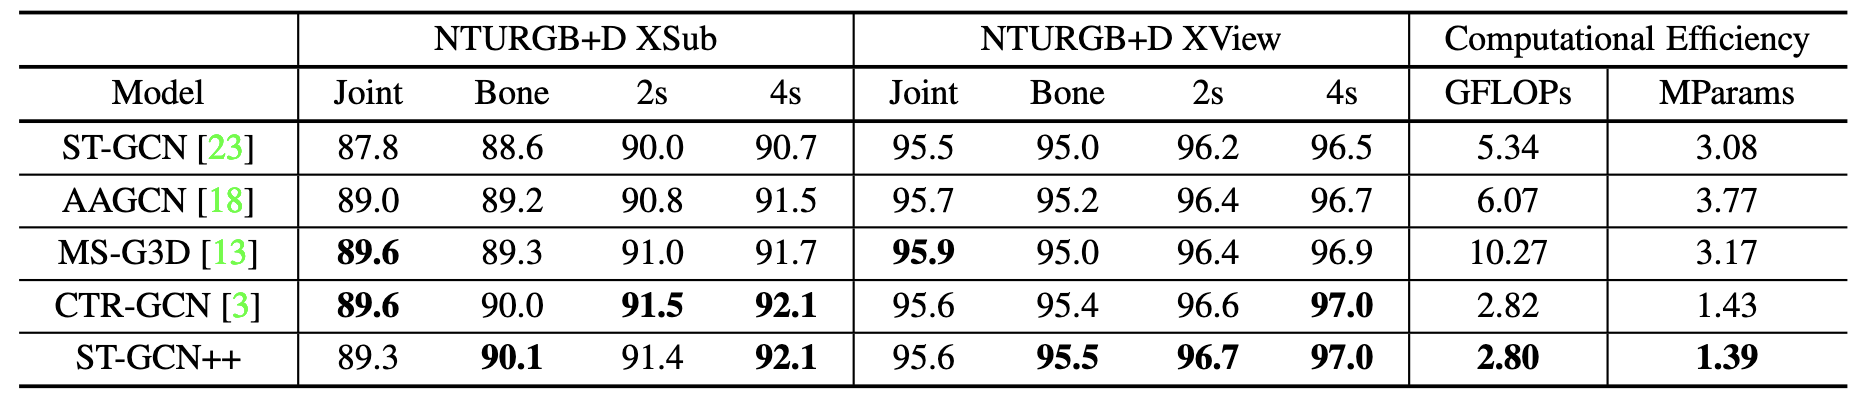 NTURGB+D XSub NTURGB+D XView Computational Efficiency
Model Joint Bone 2s 4s Joint Bone 2s 4s GFLOPs MParams
ST-GCN [23] 87.8 88.6 90.0 90.7 95.5 95.0 96.2 96.5 5.34 3.08
AAGCN [18] 89.0 89.2 90.8 91.5 95.7 95.2 96.4 96.7 6.07 3.77
MS-G3D [13] 89.6 89.3 91.0 91.7 95.9 95.0 96.4 96.9 10.27 3.17
CTR-GCN [3] 89.6 90.0 91.5 92.1 95.6 95.4 96.6 97.0 2.82 1.43
ST-GCN++ 89.3 90.1 91.4 92.1 95.6 95.5 96.7 97.0 2.80 1.39